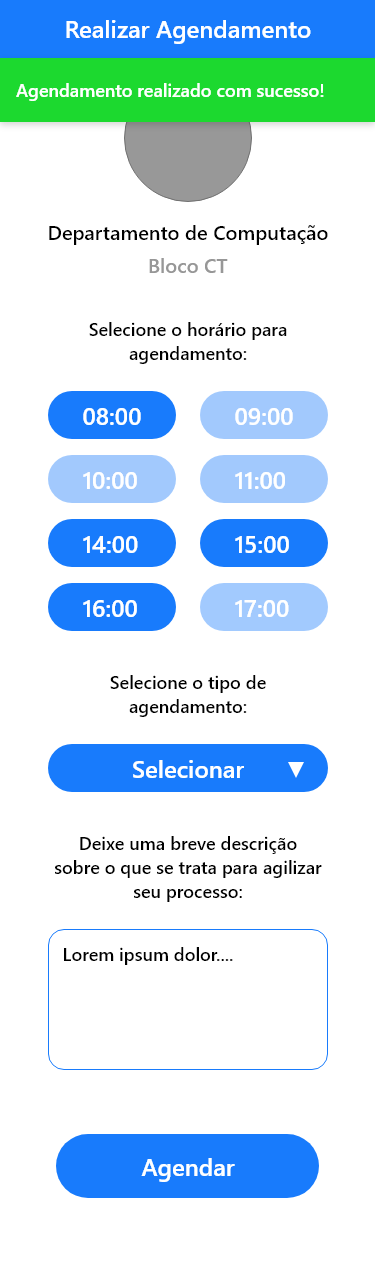 Realizar Agendamento
Agendamento realizado com sucesso!
Departamento de Computação
Bloco CT
Selecione o horário para
agendamento:
08:00 09:00
10:00 11:00
14:00 15:00
16:00 17:00
Selecione o tipo de
agendamento:
Selecionar ▼
Deixe uma breve descrição
sobre o que se trata para agilizar
seu processo:
Lorem ipsum dolor....
Agendar